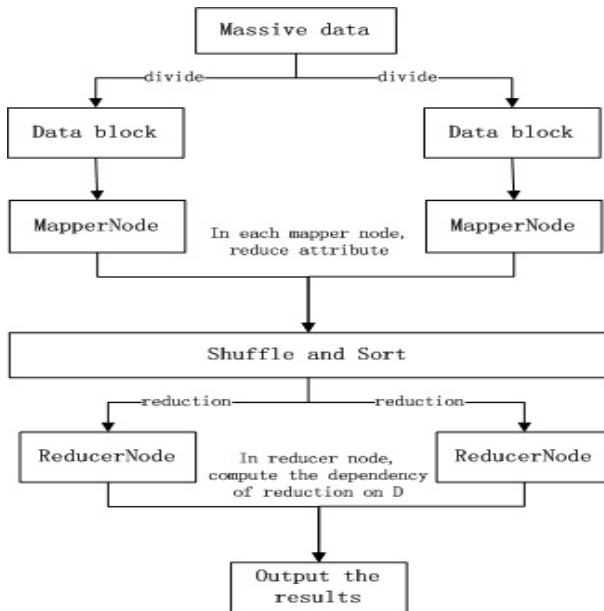 Massive data
divide divide
Data block Data block
MapperNode MapperNode
In each mapper node,
reduce attribute
Shuffle and Sort
reduction reduction
ReducerNode ReducerNode
In reducer node,
compute the dependency
of reduction on D
Output the
results